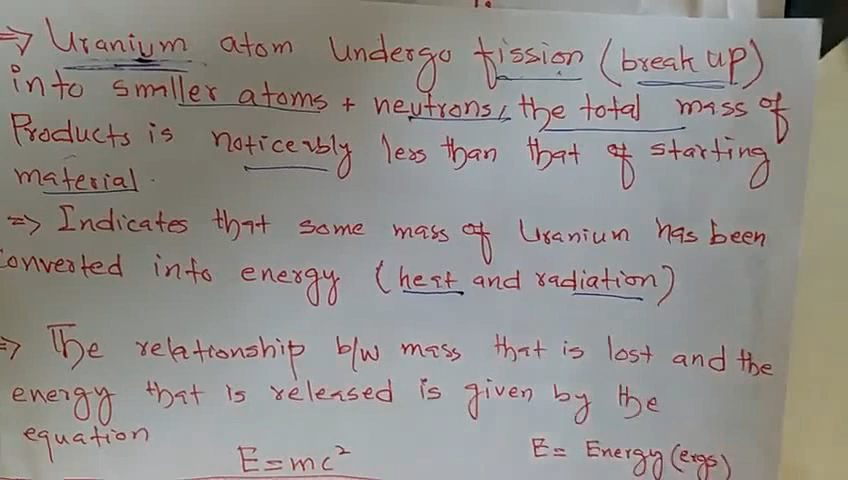 => Uranium atom undergo fission (break up)
into smaller atoms + neutrons, the total mass of
Products is noticebly less than that of starting
material.
=> Indicates that some mass of Uranium has been
Converted into energy (heat and radiation)
=> The relationship b/w mass that is lost and the
energy that is released is given by the
equation
E=mc² E= Energy (ergs)